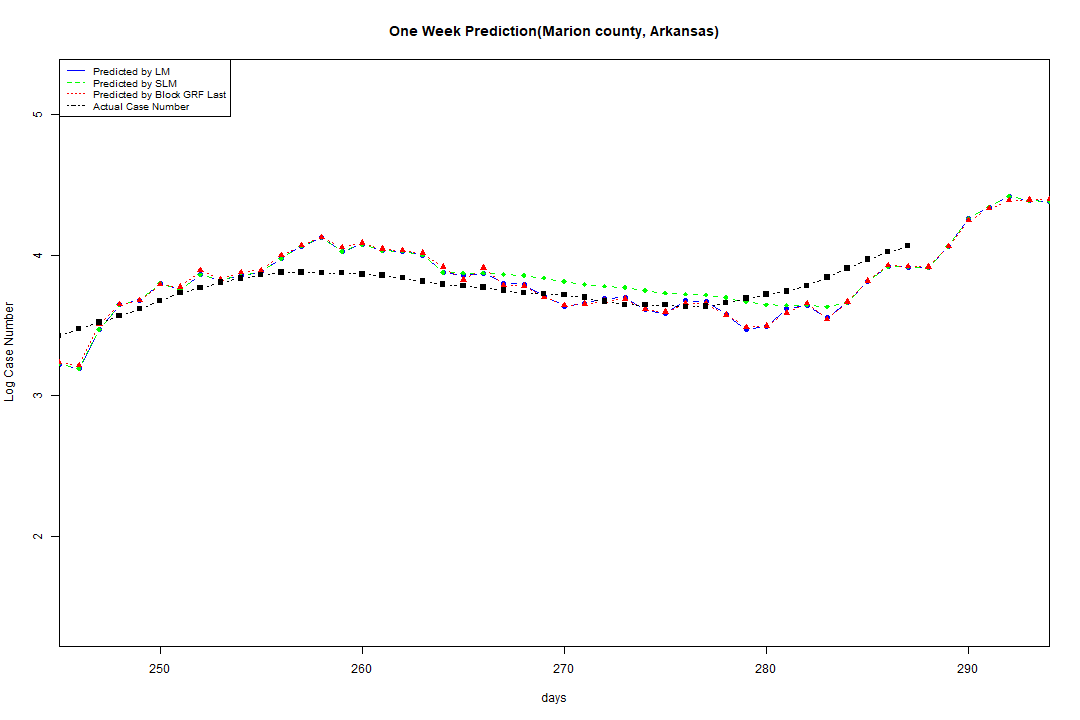 One Week Prediction(Marion county, Arkansas)
Predicted by LM
Predicted by SLM
Predicted by Block GRF Last
Actual Case Number
5
4
3
2
Log Case Number
250 260 270 280 290
days